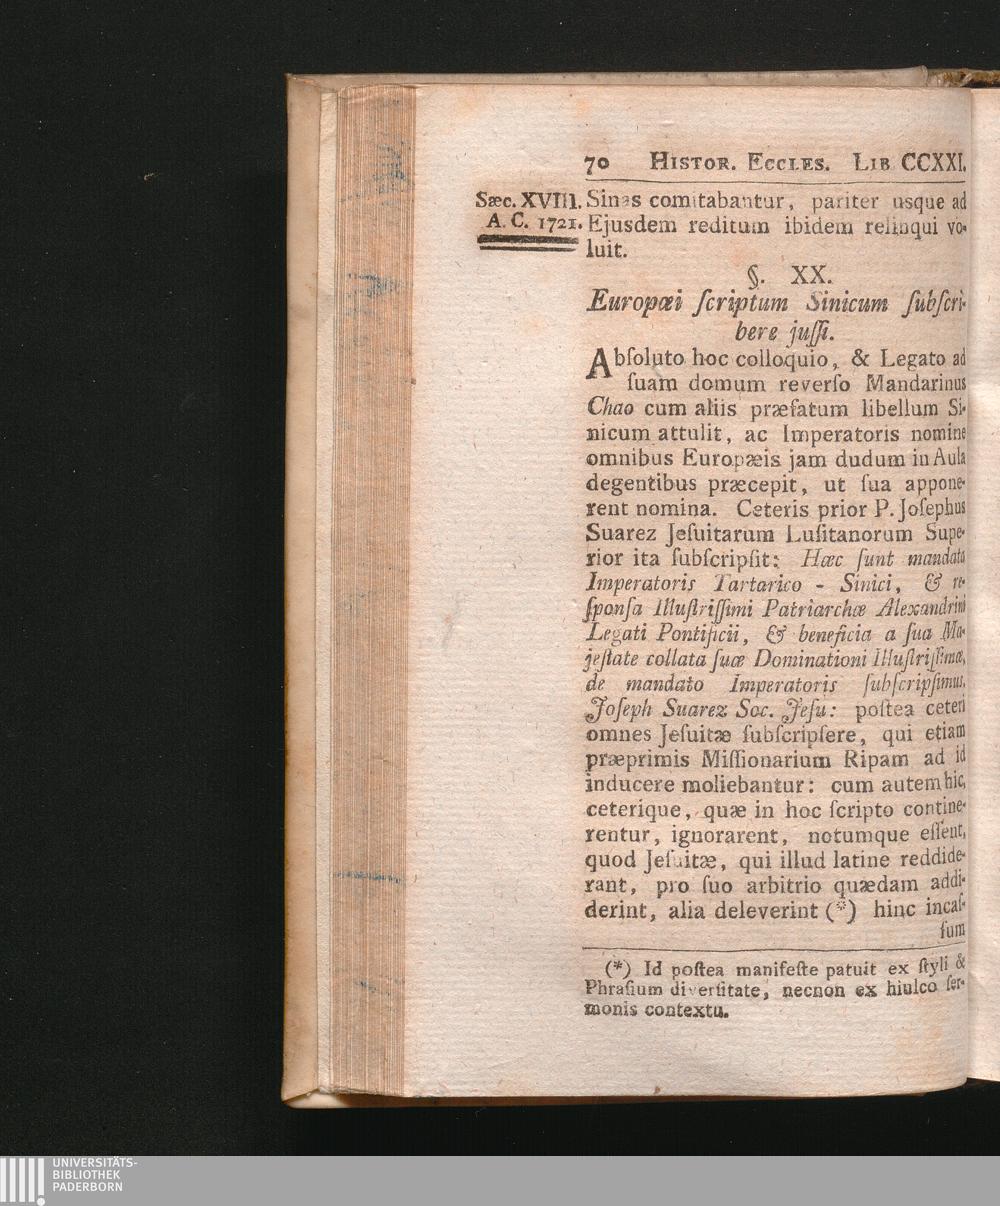 70 Histor. Eccles. Lib CCXXI.
Sæc. XVIII.
A. C. 1721.
Sinas comitabantur, pariter usque ad
Ejusdem reditum ibidem relinqui vo-
luit.
§. XX.
Europæi ſcriptum Sinicum ſubſcri-
bere juſſi.
Abſoluto hoc colloquio, & Legato ad
ſuam domum reverſo Mandarinus
Chao cum aliis præfatum libellum Si-
nicum attulit, ac Imperatoris nomine
omnibus Europæis jam dudum in Aula
degentibus præcepit, ut ſua appone-
rent nomina. Ceteris prior P. Joſephus
Suarez Jeſuitarum Luſitanorum Supe-
rior ita ſubſcripſit: Hæc ſunt mandata
Imperatoris Tartarico - Sinici, & re-
ſponſa Illuſtriſſimi Patriarchæ Alexandrini
Legati Pontificii, & beneficia a ſua Ma-
jeſtate collata ſuæ Dominationi Illuſtriſſimæ,
de mandato Imperatoris ſubſcripſimus,
Joſeph Suarez Soc. Jeſu: poſtea ceteri
omnes Jeſuitæ ſubſcripſere, qui etiam
præprimis Miſſionarium Ripam ad id
inducere moliebantur: cum autem hic,
ceterique, quæ in hoc ſcripto contine-
rentur, ignorarent, notumque eſſent,
quod Jeſuitæ, qui illud latine reddide-
rant, pro ſuo arbitrio quædam addi-
derint, alia deleverint (*) hinc incaſ-
ſum
(*) Id poſtea manifeſte patuit ex ſtyli &
Phraſium diverſitate, necnon ex hiulco ſer-
monis contextu.
UNIVERSITÄTS-
BIBLIOTHEK
PADERBORN